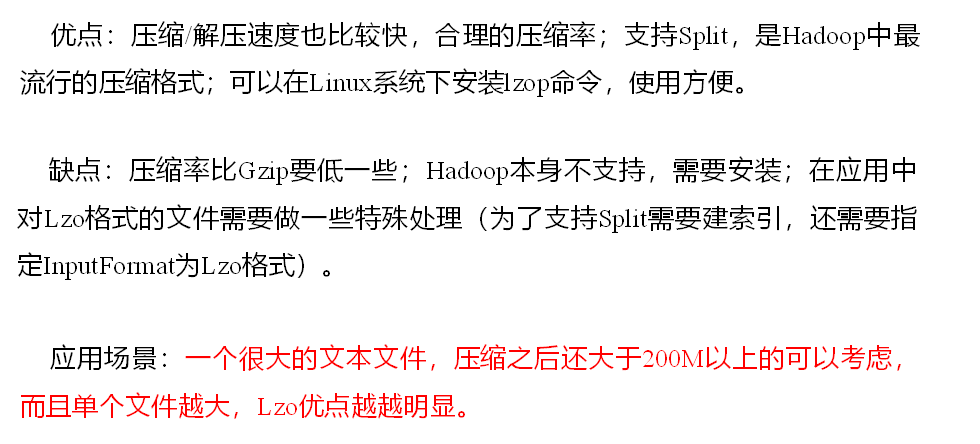 优点：压缩/解压速度也比较快，合理的压缩率；支持Split，是Hadoop中最
流行的压缩格式；可以在Linux系统下安装lzop命令，使用方便。
缺点：压缩率比Gzip要低一些；Hadoop本身不支持，需要安装；在应用中
对Lzo格式的文件需要做一些特殊处理（为了支持Split需要建索引，还需要指
定InputFormat为Lzo格式）。
应用场景：一个很大的文本文件，压缩之后还大于200M以上的可以考虑，
而且单个文件越大，Lzo优点越越明显。